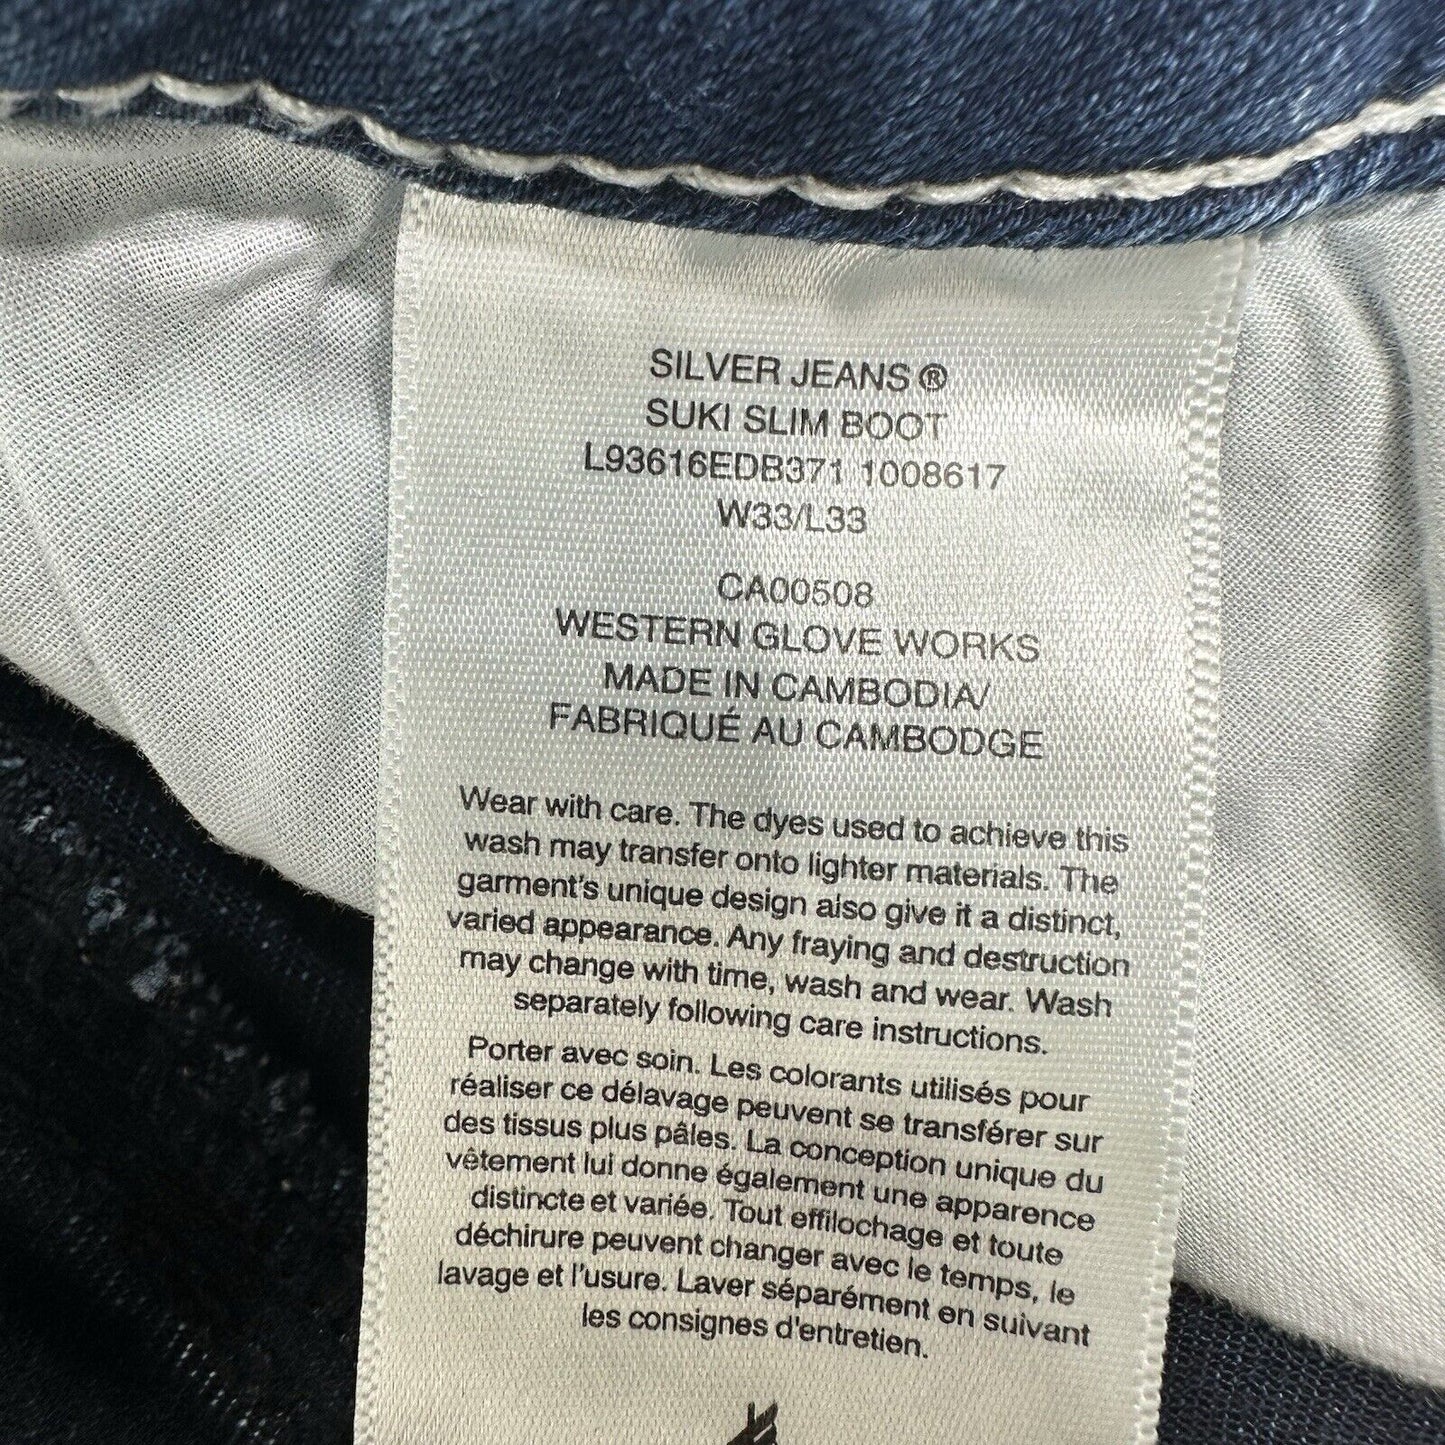 SILVER JEANS®
SUKI SLIM BOOT
L93616EDB371 1008617
W33/L33
CA00508
WESTERN GLOVE WORKS
MADE IN CAMBODIA/
FABRIQUÉ AU CAMBODGE
Wear with care. The dyes used to achieve this
wash may transfer onto lighter materials. The
garment's unique design also give it a distinct,
varied appearance. Any fraying and destruction
may change with time, wash and wear. Wash
separately following care instructions.
Porter avec soin. Les colorants utilisés pour
réaliser ce délavage peuvent se transférer sur
des tissus plus pâles. La conception unique du
vêtement lui donne également une apparence
distincte et variée. Tout effilochage et toute
déchirure peuvent changer avec le temps, le
lavage et l'usure. Laver séparément en suivant
les consignes d'entretien.